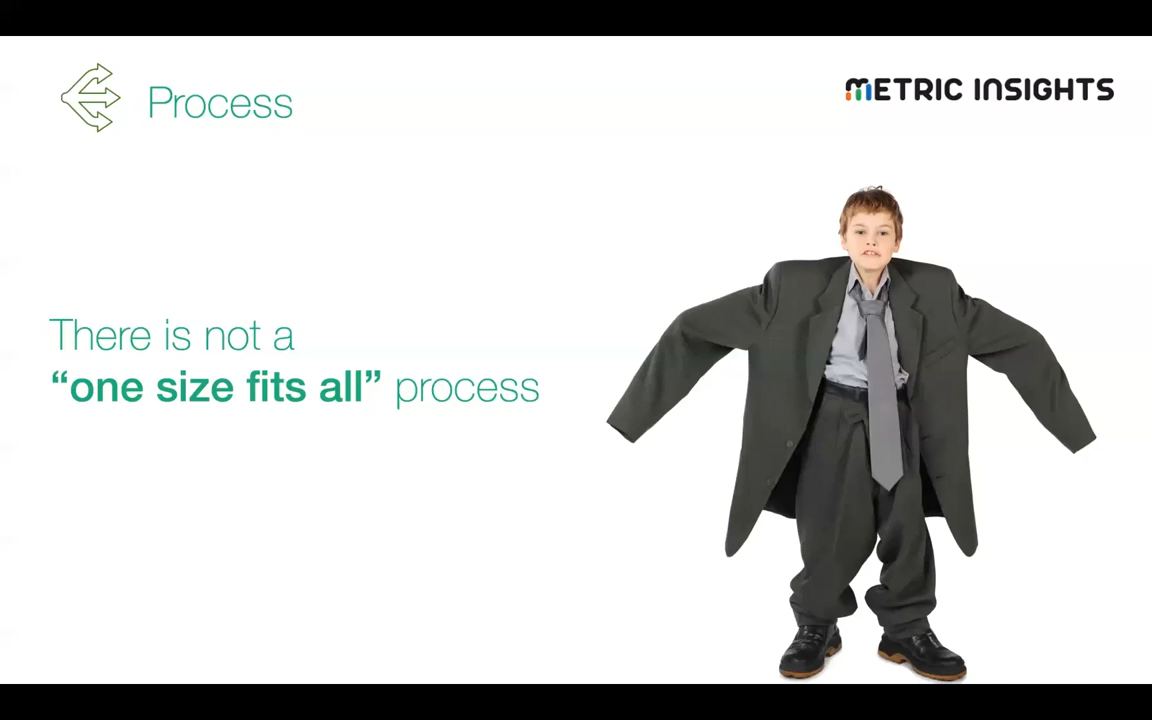 Process
METRIC INSIGHTS
There is not a
“one size fits all” process